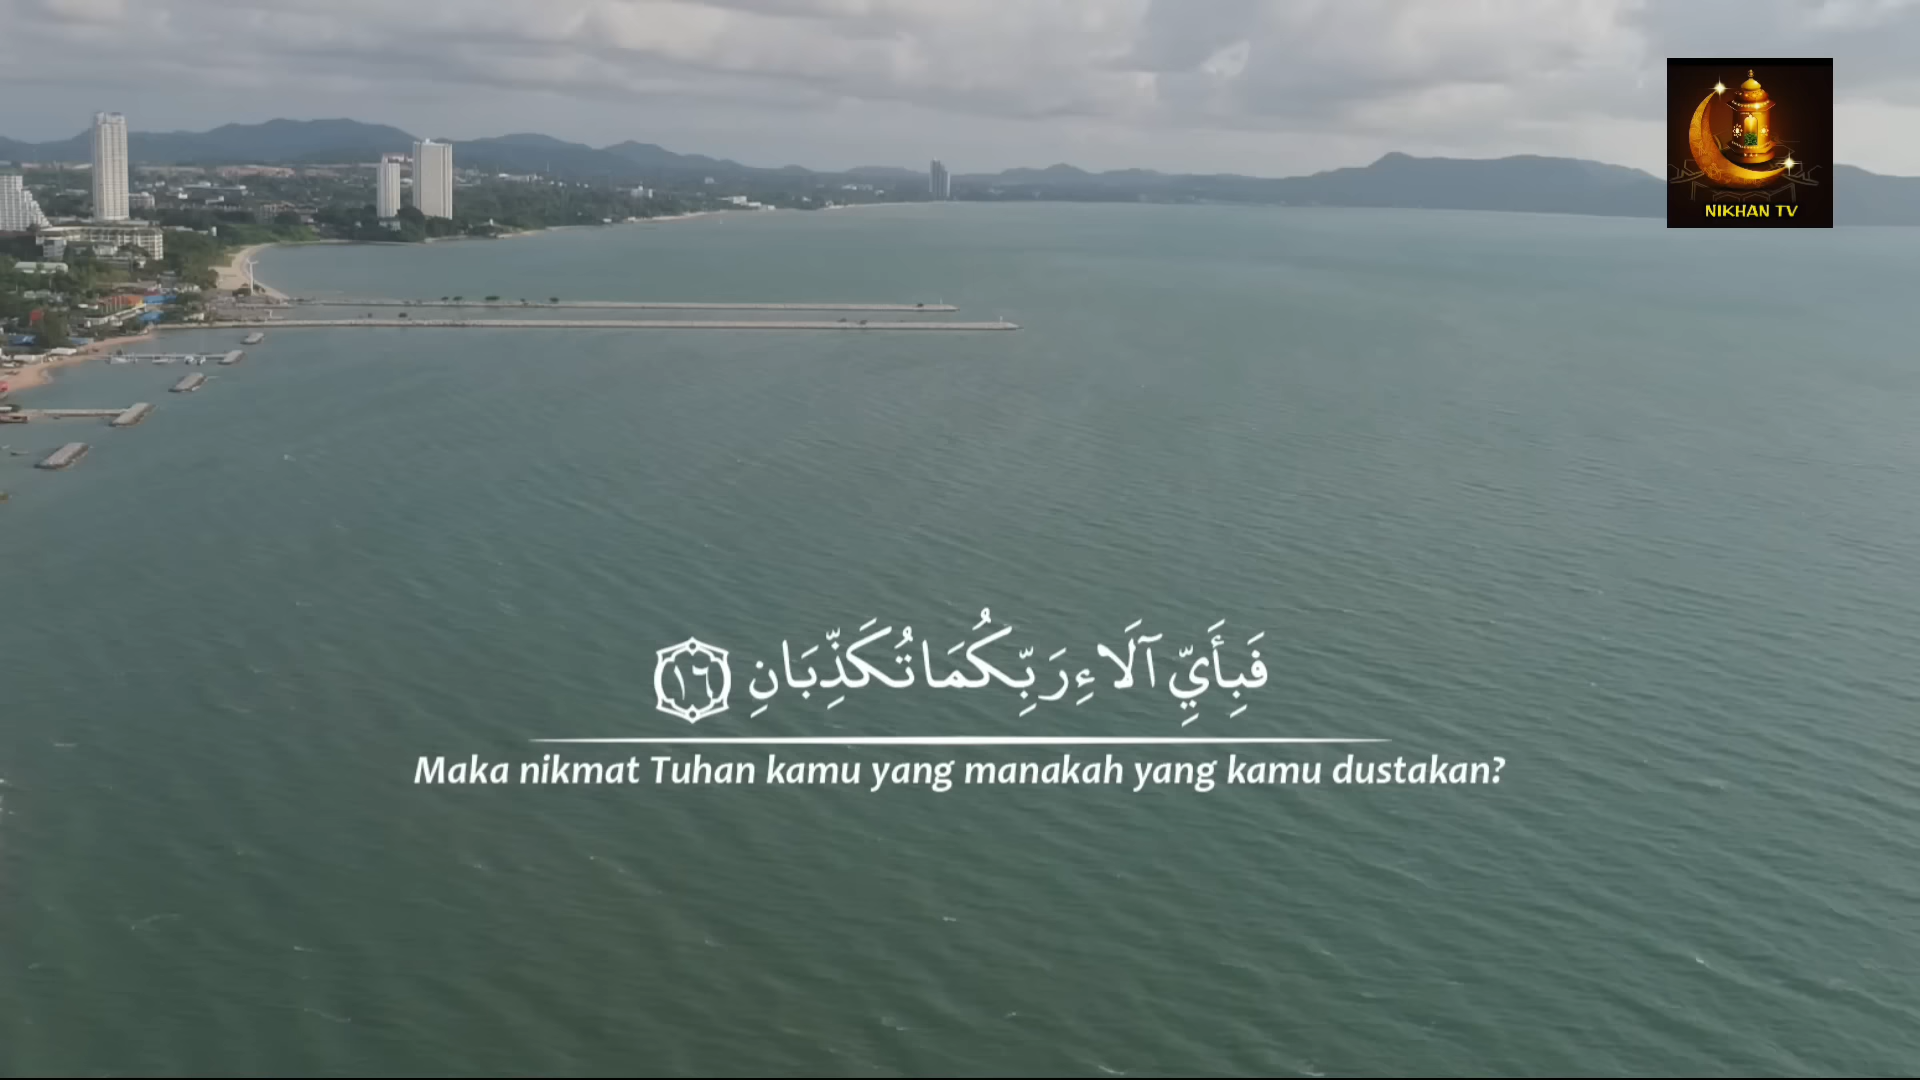 NIKHAN TV
فَبِأَيِّ آلَاءِ رَبِّكُمَا تُكَذِّبَانِ ١٦
Maka nikmat Tuhan kamu yang manakah yang kamu dustakan?